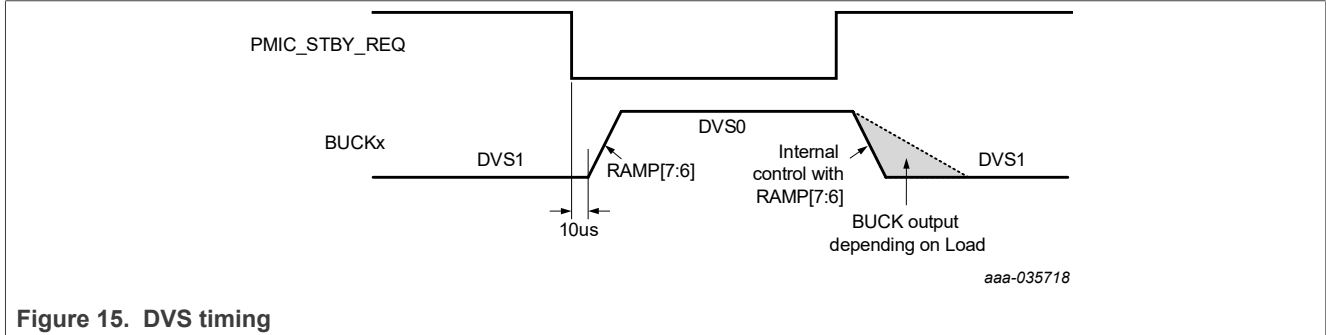 PMIC_STBY_REQ
BUCKx
DVS1
RAMP[7:6]
DVS0
Internal
control with
RAMP[7:6]
DVS1
10us
BUCK output
depending on Load
aaa-035718
Figure 15. DVS timing